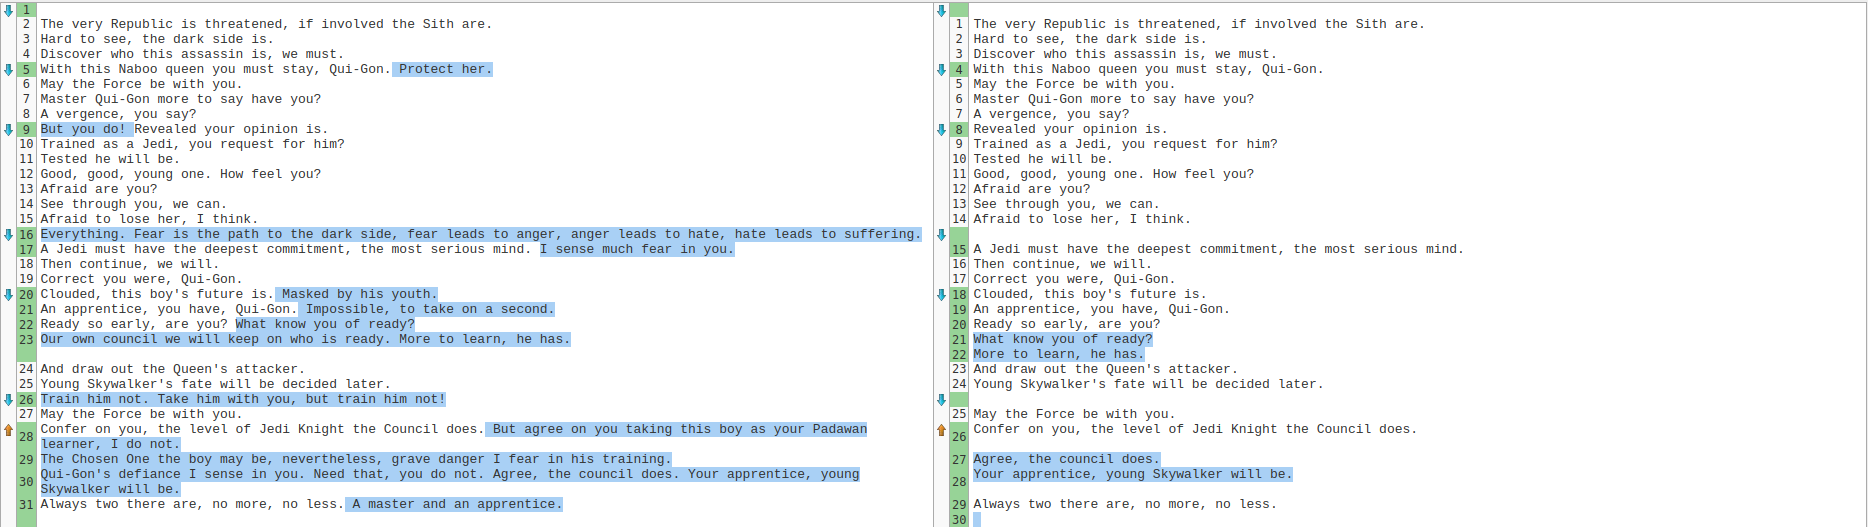 1
2 The very Republic is threatened, if involved the Sith are.
3 Hard to see, the dark side is.
4 Discover who this assassin is, we must.
5 With this Naboo queen you must stay, Qui-Gon. Protect her.
6 May the Force be with you.
7 Master Qui-Gon more to say have you?
8 A vergence, you say?
9 But you do! Revealed your opinion is.
10 Trained as a Jedi, you request for him?
11 Tested he will be.
12 Good, good, young one. How feel you?
13 Afraid are you?
14 See through you, we can.
15 Afraid to lose her, I think.
16 Everything. Fear is the path to the dark side, fear leads to anger, anger leads to hate, hate leads to suffering.
17 A Jedi must have the deepest commitment, the most serious mind. I sense much fear in you.
18 Then continue, we will.
19 Correct you were, Qui-Gon.
20 Clouded, this boy's future is. Masked by his youth.
21 An apprentice, you have, Qui-Gon. Impossible, to take on a second.
22 Ready so early, are you? What know you of ready?
23 Our own council we will keep on who is ready. More to learn, he has.
24 And draw out the Queen's attacker.
25 Young Skywalker's fate will be decided later.
26 Train him not. Take him with you, but train him not!
27 May the Force be with you.
28 Confer on you, the level of Jedi Knight the Council does. But agree on you taking this boy as your Padawan
learner, I do not.
29 The Chosen One the boy may be, nevertheless, grave danger I fear in his training.
30 Qui-Gon's defiance I sense in you. Need that, you do not. Agree, the council does. Your apprentice, young
Skywalker will be.
31 Always two there are, no more, no less. A master and an apprentice.
1 The very Republic is threatened, if involved the Sith are.
2 Hard to see, the dark side is.
3 Discover who this assassin is, we must.
4 With this Naboo queen you must stay, Qui-Gon.
5 May the Force be with you.
6 Master Qui-Gon more to say have you?
7 A vergence, you say?
8 Revealed your opinion is.
9 Trained as a Jedi, you request for him?
10 Tested he will be.
11 Good, good, young one. How feel you?
12 Afraid are you?
13 See through you, we can.
14 Afraid to lose her, I think.
15 A Jedi must have the deepest commitment, the most serious mind.
16 Then continue, we will.
17 Correct you were, Qui-Gon.
18 Clouded, this boy's future is.
19 An apprentice, you have, Qui-Gon.
20 Ready so early, are you?
21 What know you of ready?
22 More to learn, he has.
23 And draw out the Queen's attacker.
24 Young Skywalker's fate will be decided later.
25 May the Force be with you.
26 Confer on you, the level of Jedi Knight the Council does.
27 Agree, the council does.
28 Your apprentice, young Skywalker will be.
29 Always two there are, no more, no less.
30